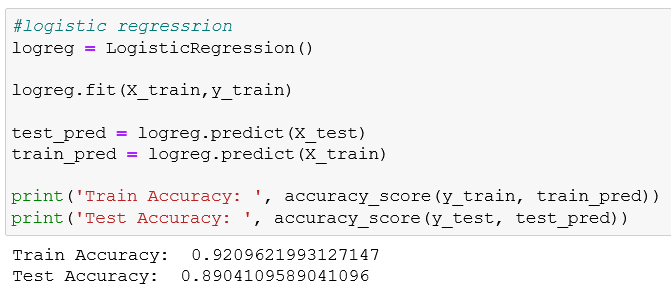 #logistic regressrion
logreg = LogisticRegression()
logreg.fit(X_train,y_train)
test_pred = logreg.predict(X_test)
train_pred = logreg.predict(X_train)
print('Train Accuracy: ', accuracy_score(y_train, train_pred))
print('Test Accuracy: ', accuracy_score(y_test, test_pred))
Train Accuracy:  0.9209621993127147
Test Accuracy:  0.8904109589041096